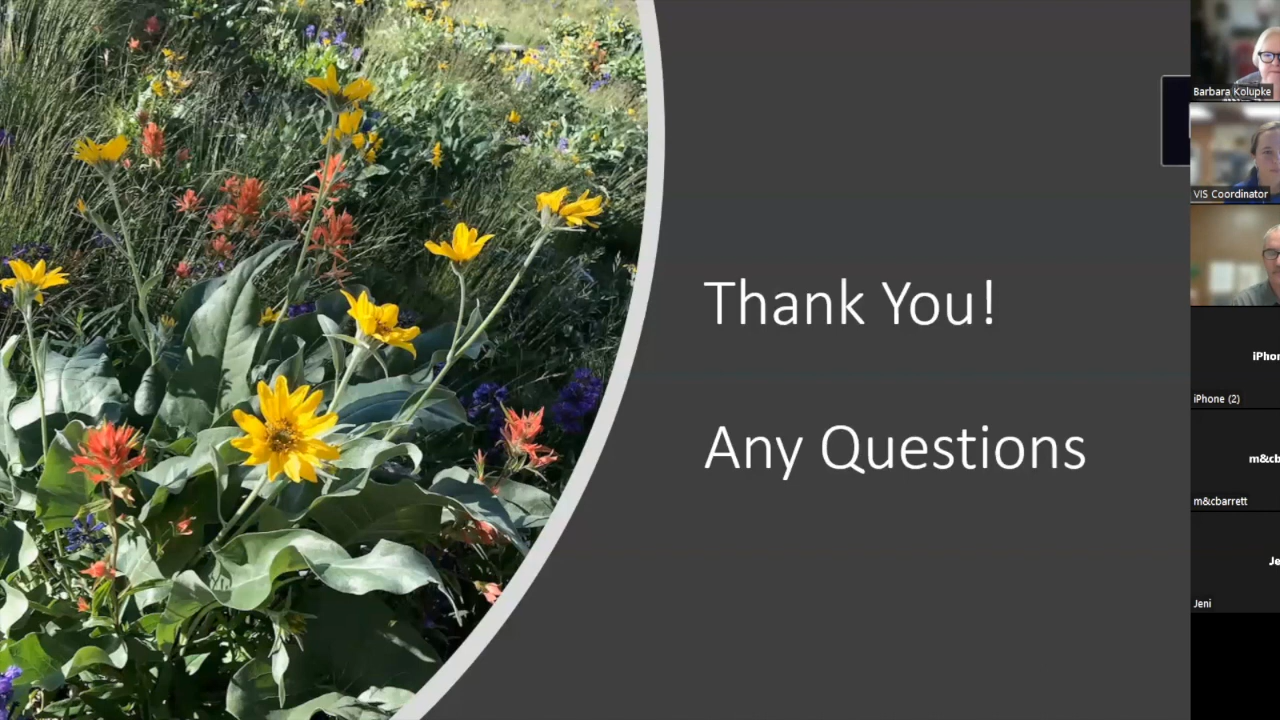 Thank You!
Any Questions
Barbara Kolupke
VIS Coordinator
iPhone (2)
m&cbarrett
Jeni